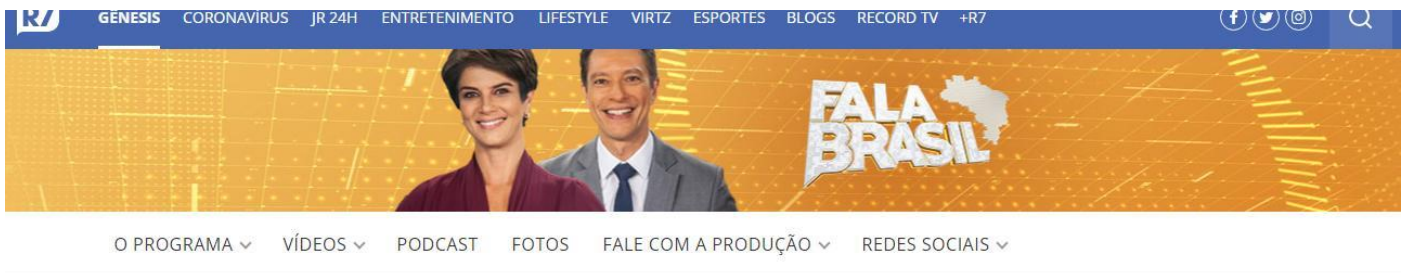 R7 GÊNESIS CORONAVÍRUS JR 24H ENTRETENIMENTO LIFESTYLE VIRTZ ESPORTES BLOGS RECORD TV +R7
FALA
BRASIL
O PROGRAMA VÍDEOS PODCAST FOTOS FALE COM A PRODUÇÃO REDES SOCIAIS